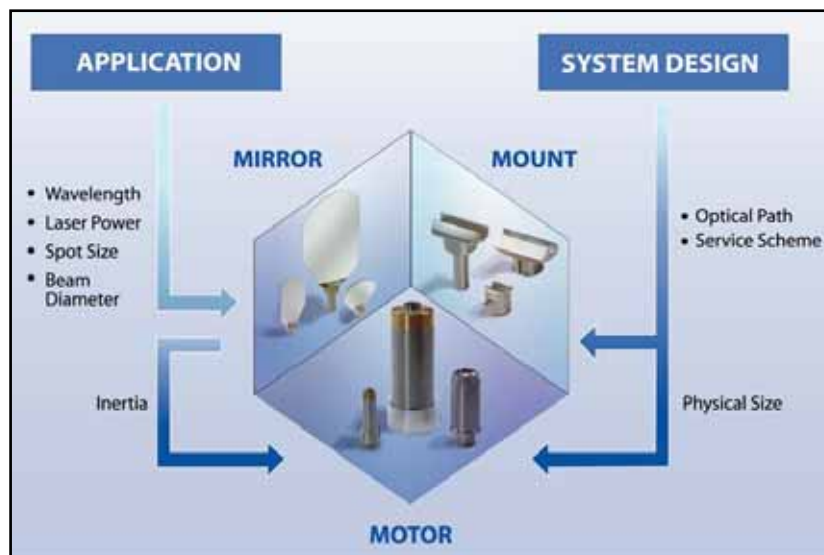 APPLICATION
SYSTEM DESIGN
MIRROR
MOUNT
• Wavelength
• Laser Power
• Spot Size
• Beam
Diameter
• Optical Path
• Service Scheme
Inertia
Physical Size
MOTOR